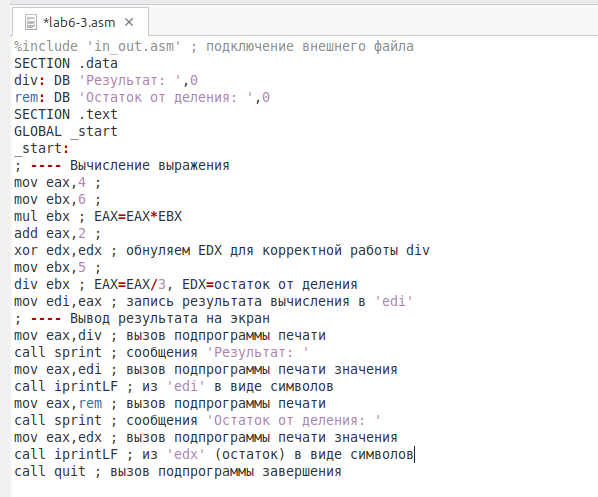 *lab6-3.asm
%include 'in_out.asm' ; подключение внешнего файла
SECTION .data
div: DB 'Результат: ',0
rem: DB 'Остаток от деления: ',0
SECTION .text
GLOBAL _start
_start:
; ---- Вычисление выражения
mov eax,4 ;
mov ebx,6 ;
mul ebx ; EAX=EAX*EBX
add eax,2 ;
xor edx,edx ; обнуляем EDX для корректной работы div
mov ebx,5 ;
div ebx ; EAX=EAX/3, EDX=остаток от деления
mov edi,eax ; запись результата вычисления в 'edi'
; ---- Вывод результата на экран
mov eax,div ; вызов подпрограммы печати
call sprint ; сообщения 'Результат: '
mov eax,edi ; вызов подпрограммы печати значения
call iprintLF ; из 'edi' в виде символов
mov eax,rem ; вызов подпрограммы печати
call sprint ; сообщения 'Остаток от деления: '
mov eax,edx ; вызов подпрограммы печати значения
call iprintLF ; из 'edx' (остаток) в виде символов
call quit ; вызов подпрограммы завершения